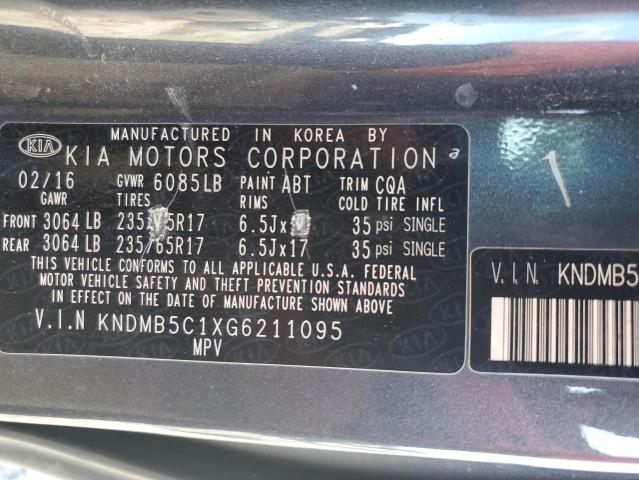 MANUFACTURED IN KOREA BY
KIA KIA MOTORS CORPORATION
02/16 GVWR 6085LB PAINT ABT TRIM CQA
GAWR TIRES RIMS COLD TIRE INFL
FRONT 3064 LB 35 psi SINGLE
REAR 3064 LB 235/65R17 6.5Jx17 35 psi SINGLE
THIS VEHICLE CONFORMS TO ALL APPLICABLE U.S.A. FEDERAL
MOTOR VEHICLE SAFETY AND THEFT PREVENTION STANDARDS
IN EFFECT ON THE DATE OF MANUFACTURE SHOWN ABOVE
V.I.N KNDMB5C1XG6211095
MPV
V.I.N. KNDMB5